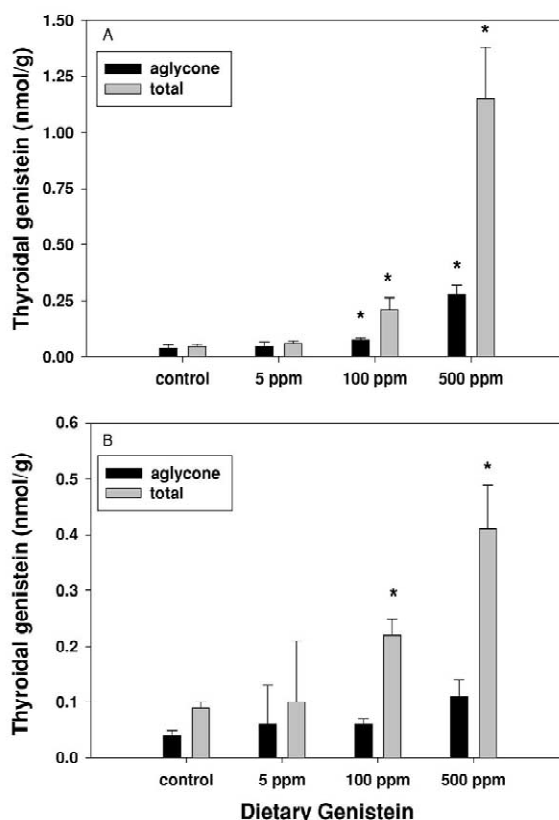 A
aglycone
total
*
*
*
*
Thyroidal genistein (nmol/g)
1.50
1.25
1.00
0.75
0.50
0.25
0.00
control 5 ppm 100 ppm 500 ppm
B
aglycone
total
*
*
Thyroidal genistein (nmol/g)
0.6
0.5
0.4
0.3
0.2
0.1
0.0
control 5 ppm 100 ppm 500 ppm
Dietary Genistein